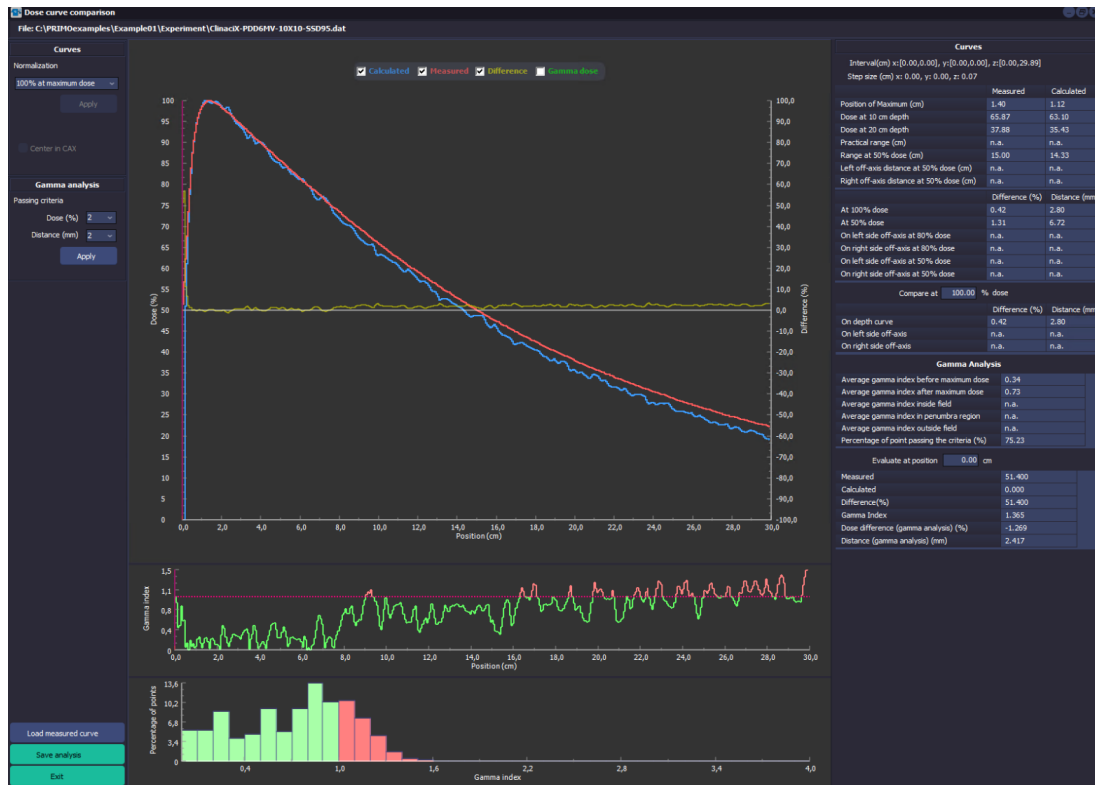 Dose curve comparison
File: C:\PRIMOexamples\Example01\Experiment\ClinaciX-PDD6MV-10X10-SSD95.dat
Curves
Normalization
100% at maximum dose
Apply
Center in CAX
Gamma analysis
Passing criteria
Dose (%) 2
Distance (mm) 2
Apply
Load measured curve
Save analysis
Exit
Calculated Measured Difference Gamma dose
Dose (%)
100
95
90
85
80
75
70
65
60
55
50
45
40
35
30
25
20
15
10
5
0
Difference (%)
100,0
90,0
80,0
70,0
60,0
50,0
40,0
30,0
20,0
10,0
0,0
-10,0
-20,0
-30,0
-40,0
-50,0
-60,0
-70,0
-80,0
-90,0
-100,0
0,0 2,0 4,0 6,0 8,0 10,0 12,0 14,0 16,0 18,0 20,0 22,0 24,0 26,0 28,0 30,0
Position(cm)
Gamma index
1,5
1,1
0,8
0,4
0
0,0 2,0 4,0 6,0 8,0 10,0 12,0 14,0 16,0 18,0 20,0 22,0 24,0 26,0 28,0 30,0
Position(cm)
Percentage of points
13,6
10,2
6,8
3,4
0
0,4 1,0 1,6 2,2 2,8 3,4 4,0
Gamma index
Curves
Interval(cm) x:[0.00,0.00], y:[0.00,0.00], z:[0.00,29.89]
Step size (cm) x: 0.00, y: 0.00, z: 0.07
Measured Calculated
Position of Maximum (cm) 1.40 1.12
Dose at 10 cm depth 65.87 63.10
Dose at 20 cm depth 37.88 35.43
Practical range (cm) n.a. n.a.
Range at 50% dose (cm) 15.00 14.33
Left off-axis distance at 50% dose (cm) n.a. n.a.
Right off-axis distance at 50% dose (cm) n.a. n.a.
Difference (%) Distance (mm
At 100% dose 0.42 2.80
At 50% dose 1.31 6.72
On left side off-axis at 80% dose n.a. n.a.
On right side off-axis at 80% dose n.a. n.a.
On left side off-axis at 50% dose n.a. n.a.
On right side off-axis at 50% dose n.a. n.a.
Compare at 100.00 % dose
Difference (%) Distance (mm
On depth curve 0.42 2.80
On left side off-axis n.a. n.a.
On right side off-axis n.a. n.a.
Gamma Analysis
Average gamma index before maximum dose 0.34
Average gamma index after maximum dose 0.73
Average gamma index inside field n.a.
Average gamma index in penumbra region n.a.
Average gamma index outside field n.a.
Percentage of point passing the criteria (%) 75.23
Evaluate at position 0.00 cm
Measured 51.400
Calculated 0.000
Difference(%) 51.400
Gamma Index 1.365
Dose difference (gamma analysis) (%) -1.269
Distance (gamma analysis) (mm) 2.417